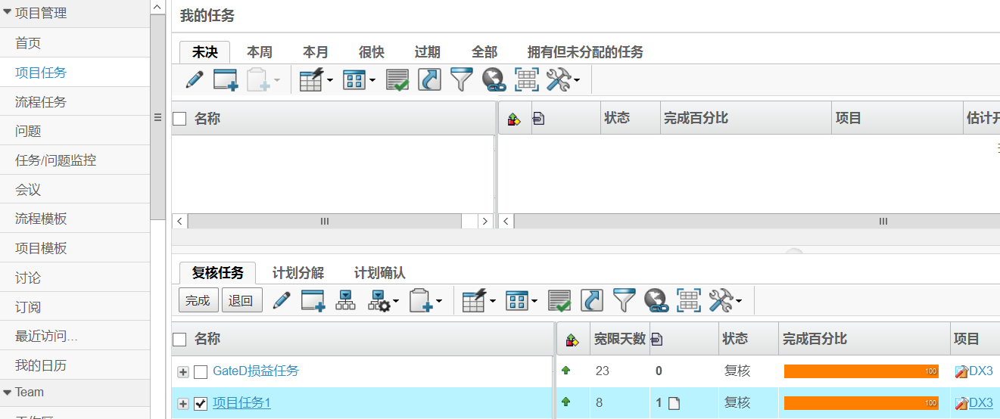 项目管理
首页
项目任务
流程任务
问题
任务/问题监控
会议
流程模板
项目模板
讨论
订阅
最近访问...
我的日历
Team
我的任务
未决 本周 本月 很快 过期 全部 拥有但未分配的任务
名称 状态 完成百分比 项目
复核任务 计划分解 计划确认
完成 退回
名称 宽限天数 状态 完成百分比 项目
GateD损益任务 23 0 复核 100 DX3
项目任务1 8 1 复核 100 DX3